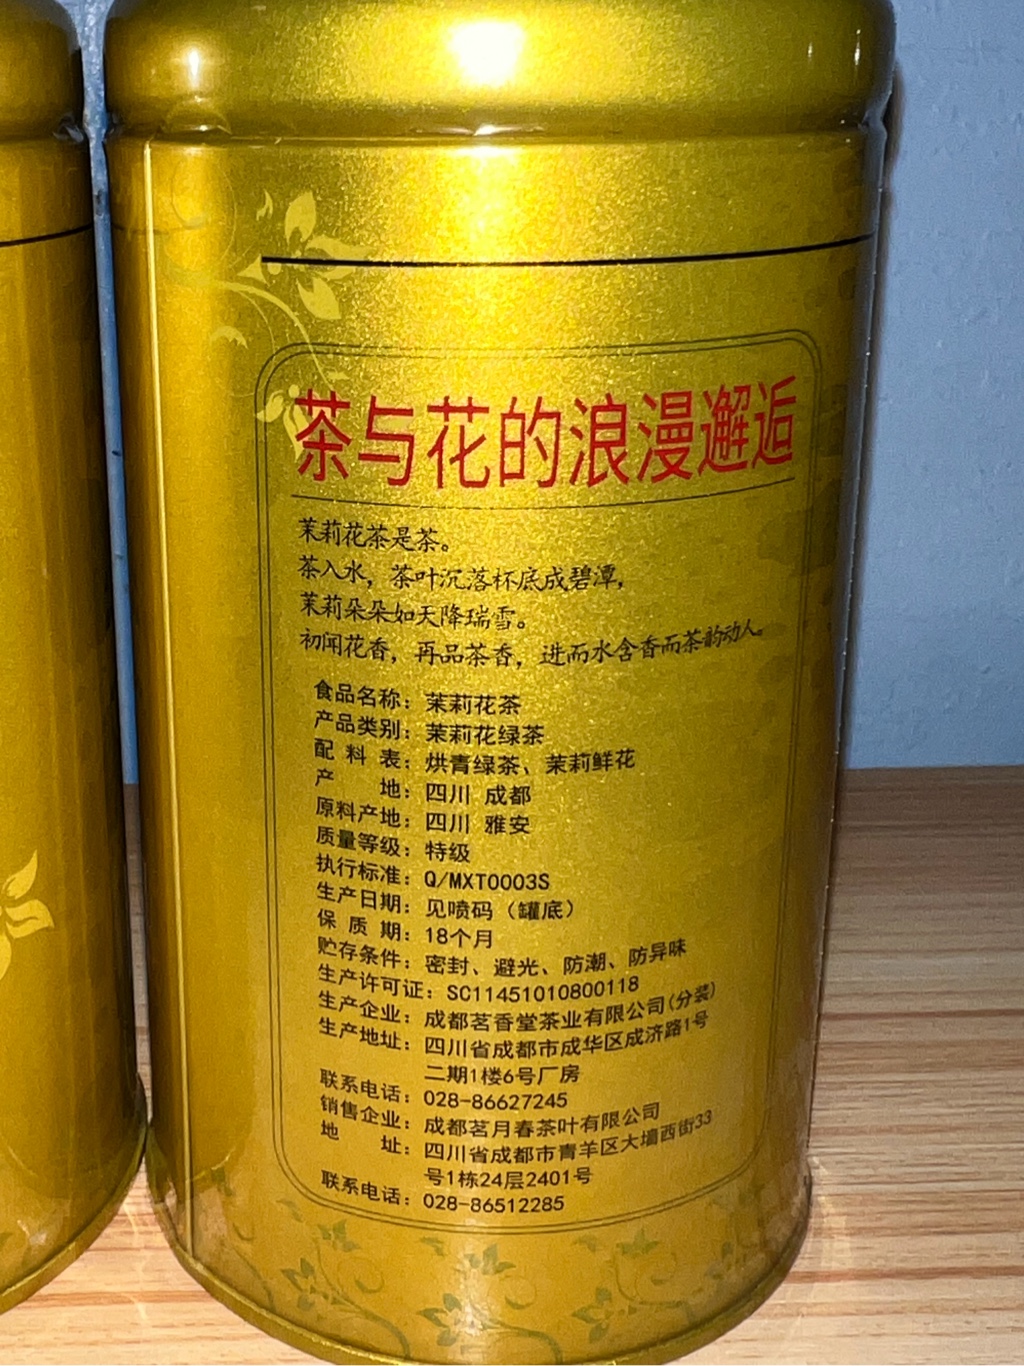 茶与花的浪漫邂逅
茉莉花茶是茶。
茶入水，茶叶沉落杯底成碧潭，
茉莉朵朵如天降瑞雪。
初闻花香，再品茶香，进而水含香而茶韵动人。
食品名称：茉莉花茶
产品类别：茉莉花绿茶
配料表：烘青绿茶、茉莉鲜花
产地：四川 成都
原料产地：四川 雅安
质量等级：特级
执行标准：Q/MXT0003S
生产日期：见喷码（罐底）
保质期：18个月
贮存条件：密封、避光、防潮、防异味
生产许可证：SC11451010800118
生产企业：成都茗香堂茶业有限公司(分装)
生产地址：四川省成都市成华区成济路1号
二期1楼6号厂房
联系电话：028-86627245
销售企业：成都茗月春茶叶有限公司
地址：四川省成都市青羊区大墙西街33
号1栋24层2401号
联系电话：028-86512285